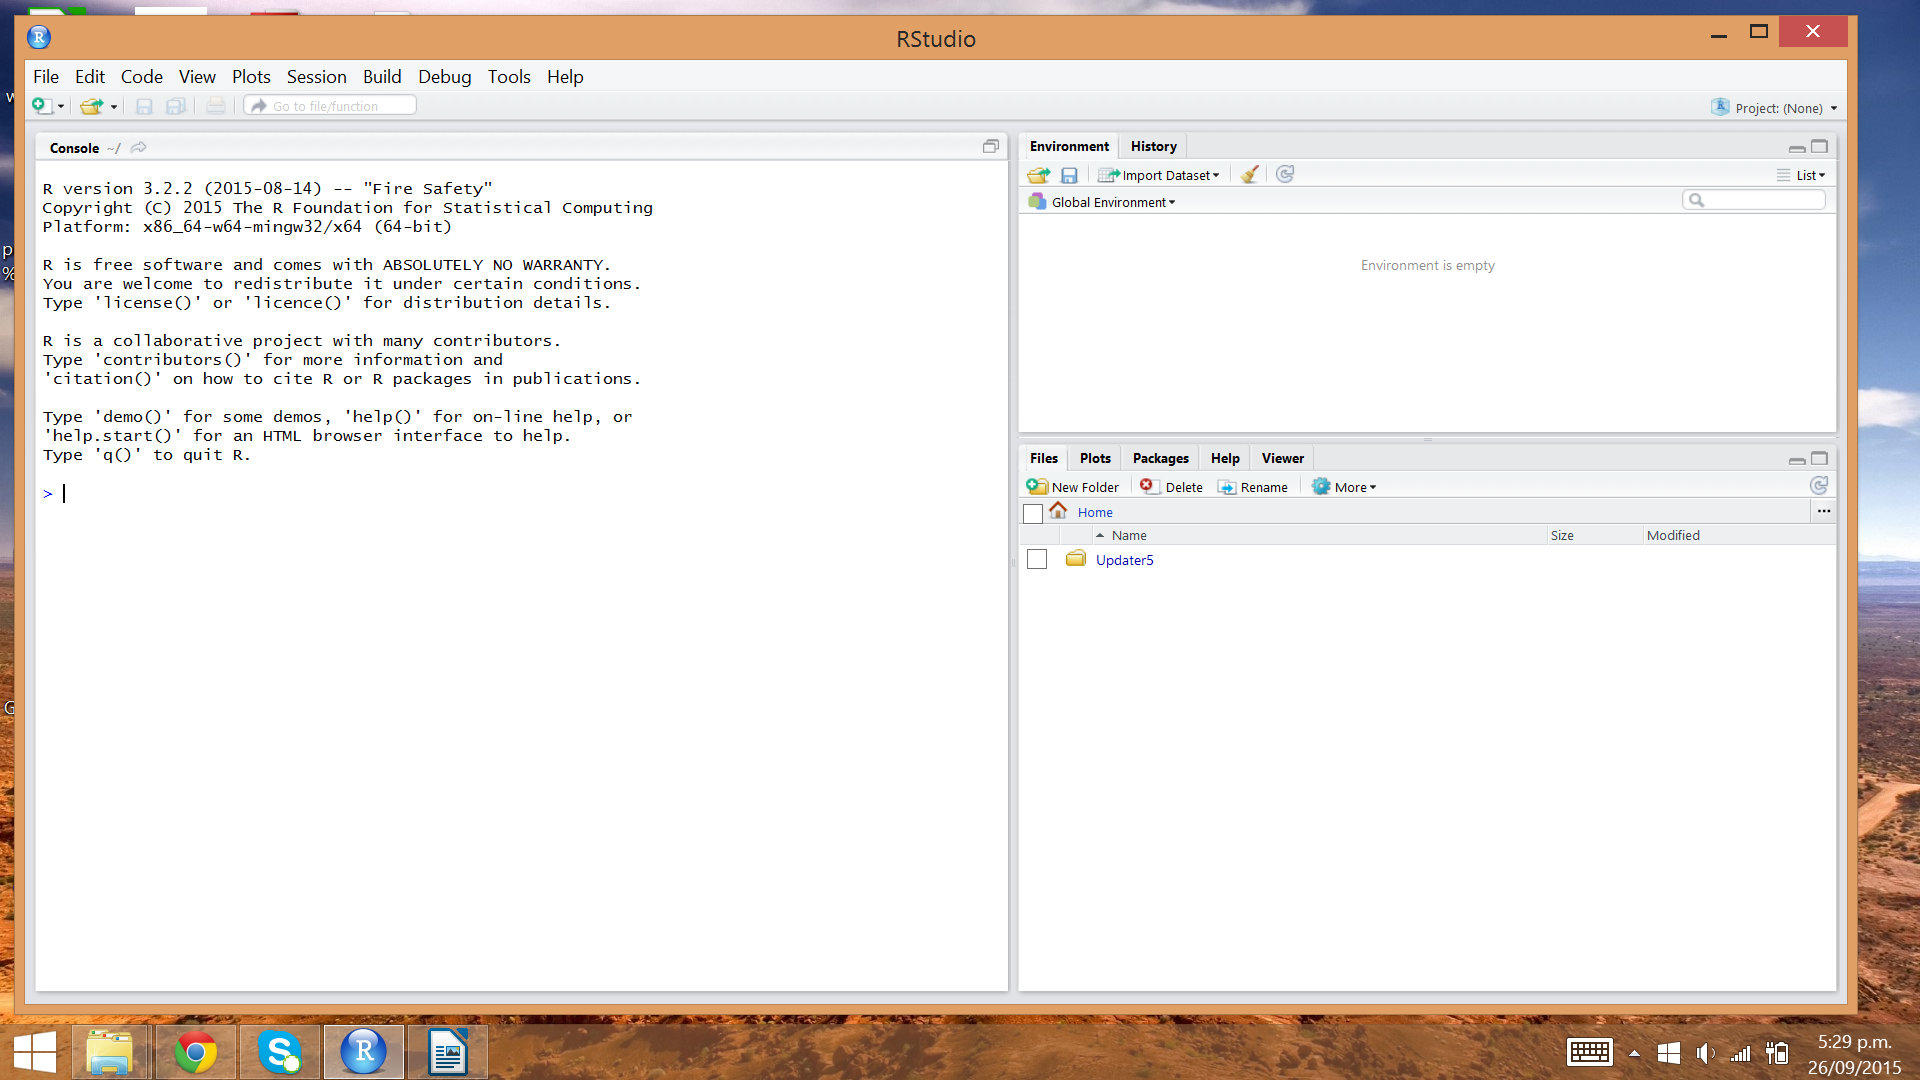 RStudio
File Edit Code View Plots Session Build Debug Tools Help
Go to file/function
Project: (None)
Console ~/
R version 3.2.2 (2015-08-14) -- "Fire Safety"
Copyright (C) 2015 The R Foundation for Statistical Computing
Platform: x86_64-w64-mingw32/x64 (64-bit)
R is free software and comes with ABSOLUTELY NO WARRANTY.
You are welcome to redistribute it under certain conditions.
Type 'license()' or 'licence()' for distribution details.
R is a collaborative project with many contributors.
Type 'contributors()' for more information and
'citation()' on how to cite R or R packages in publications.
Type 'demo()' for some demos, 'help()' for on-line help, or
'help.start()' for an HTML browser interface to help.
Type 'q()' to quit R.
>
Environment History
Import Dataset List
Global Environment
Environment is empty
Files Plots Packages Help Viewer
New Folder Delete Rename More
Home ...
Name Size Modified
Updater5
5:29 p.m.
26/09/2015